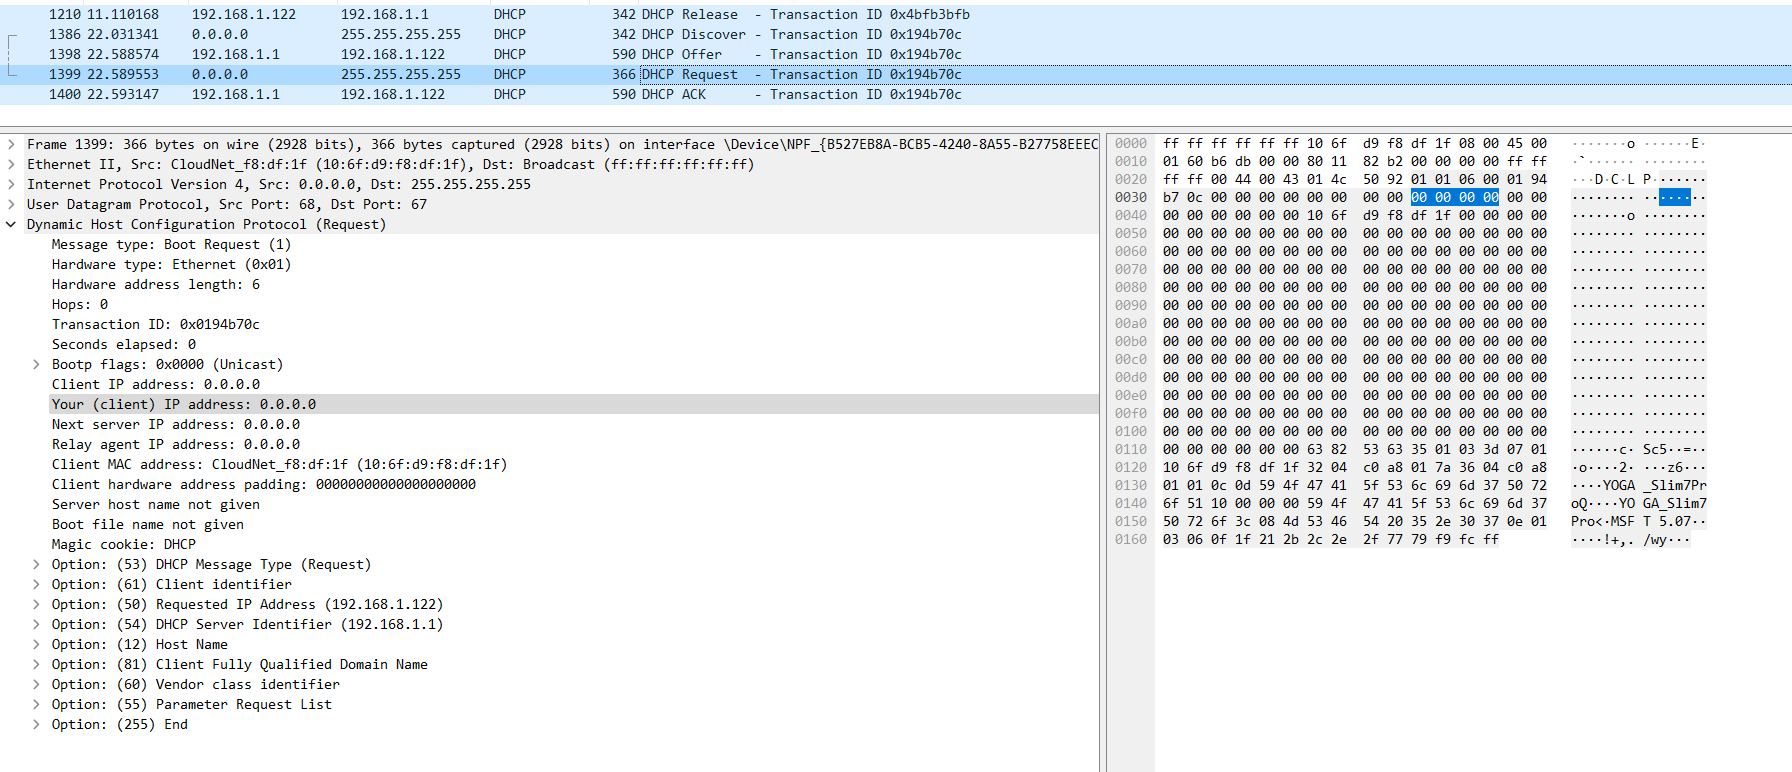 1210 11.110168 192.168.1.122 192.168.1.1 DHCP 342 DHCP Release - Transaction ID 0x4bfb3bfb
1386 22.031341 0.0.0.0 255.255.255.255 DHCP 342 DHCP Discover - Transaction ID 0x194b70c
1398 22.588574 192.168.1.1 192.168.1.122 DHCP 590 DHCP Offer - Transaction ID 0x194b70c
1399 22.589553 0.0.0.0 255.255.255.255 DHCP 366 DHCP Request - Transaction ID 0x194b70c
1400 22.593147 192.168.1.1 192.168.1.122 DHCP 590 DHCP ACK - Transaction ID 0x194b70c
Frame 1399: 366 bytes on wire (2928 bits), 366 bytes captured (2928 bits) on interface \Device\NPF_{B527EB8A-BCB5-4240-8A55-B27758EEEC
Ethernet II, Src: CloudNet_f8:df:1f (10:6f:d9:f8:df:1f), Dst: Broadcast (ff:ff:ff:ff:ff:ff)
Internet Protocol Version 4, Src: 0.0.0.0, Dst: 255.255.255.255
User Datagram Protocol, Src Port: 68, Dst Port: 67
Dynamic Host Configuration Protocol (Request)
Message type: Boot Request (1)
Hardware type: Ethernet (0x01)
Hardware address length: 6
Hops: 0
Transaction ID: 0x0194b70c
Seconds elapsed: 0
Bootp flags: 0x0000 (Unicast)
Client IP address: 0.0.0.0
Your (client) IP address: 0.0.0.0
Next server IP address: 0.0.0.0
Relay agent IP address: 0.0.0.0
Client MAC address: CloudNet_f8:df:1f (10:6f:d9:f8:df:1f)
Client hardware address padding: 00000000000000000000
Server host name not given
Boot file name not given
Magic cookie: DHCP
Option: (53) DHCP Message Type (Request)
Option: (61) Client identifier
Option: (50) Requested IP Address (192.168.1.122)
Option: (54) DHCP Server Identifier (192.168.1.1)
Option: (12) Host Name
Option: (81) Client Fully Qualified Domain Name
Option: (60) Vendor class identifier
Option: (55) Parameter Request List
Option: (255) End
0000 ff ff ff ff ff ff 10 6f d9 f8 df 1f 08 00 45 00 ·······o ······E·
0010 01 60 b6 db 00 00 80 11 82 b2 00 00 00 00 ff ff ·`······ ········
0020 ff ff 00 44 00 43 01 4c 50 92 01 01 06 00 01 94 ···D·C·L P·······
0030 b7 0c 00 00 00 00 00 00 00 00 00 00 00 00 00 00 ········ ········
0040 00 00 00 00 00 00 10 6f d9 f8 df 1f 00 00 00 00 ·······o ········
0050 00 00 00 00 00 00 00 00 00 00 00 00 00 00 00 00 ········ ········
0060 00 00 00 00 00 00 00 00 00 00 00 00 00 00 00 00 ········ ········
0070 00 00 00 00 00 00 00 00 00 00 00 00 00 00 00 00 ········ ········
0080 00 00 00 00 00 00 00 00 00 00 00 00 00 00 00 00 ········ ········
0090 00 00 00 00 00 00 00 00 00 00 00 00 00 00 00 00 ········ ········
00a0 00 00 00 00 00 00 00 00 00 00 00 00 00 00 00 00 ········ ········
00b0 00 00 00 00 00 00 00 00 00 00 00 00 00 00 00 00 ········ ········
00c0 00 00 00 00 00 00 00 00 00 00 00 00 00 00 00 00 ········ ········
00d0 00 00 00 00 00 00 00 00 00 00 00 00 00 00 00 00 ········ ········
00e0 00 00 00 00 00 00 00 00 00 00 00 00 00 00 00 00 ········ ········
00f0 00 00 00 00 00 00 00 00 00 00 00 00 00 00 00 00 ········ ········
0100 00 00 00 00 00 00 00 00 00 00 00 00 00 00 00 00 ········ ········
0110 00 00 00 00 00 00 63 82 53 63 35 01 03 3d 07 01 ······c· Sc5··=··
0120 10 6f d9 f8 df 1f 32 04 c0 a8 01 7a 36 04 c0 a8 ·o····2· ···z6···
0130 01 01 0c 0d 59 4f 47 41 5f 53 6c 69 6d 37 50 72 ····YOGA _Slim7Pr
0140 6f 51 10 00 00 00 59 4f 47 41 5f 53 6c 69 6d 37 oQ····YO GA_Slim7
0150 50 72 6f 3c 08 4d 53 46 54 20 35 2e 30 37 0e 01 Pro<·MSF T 5.07··
0160 03 06 0f 1f 21 2b 2c 2e 2f 77 79 f9 fc ff ····!+,. /wy···